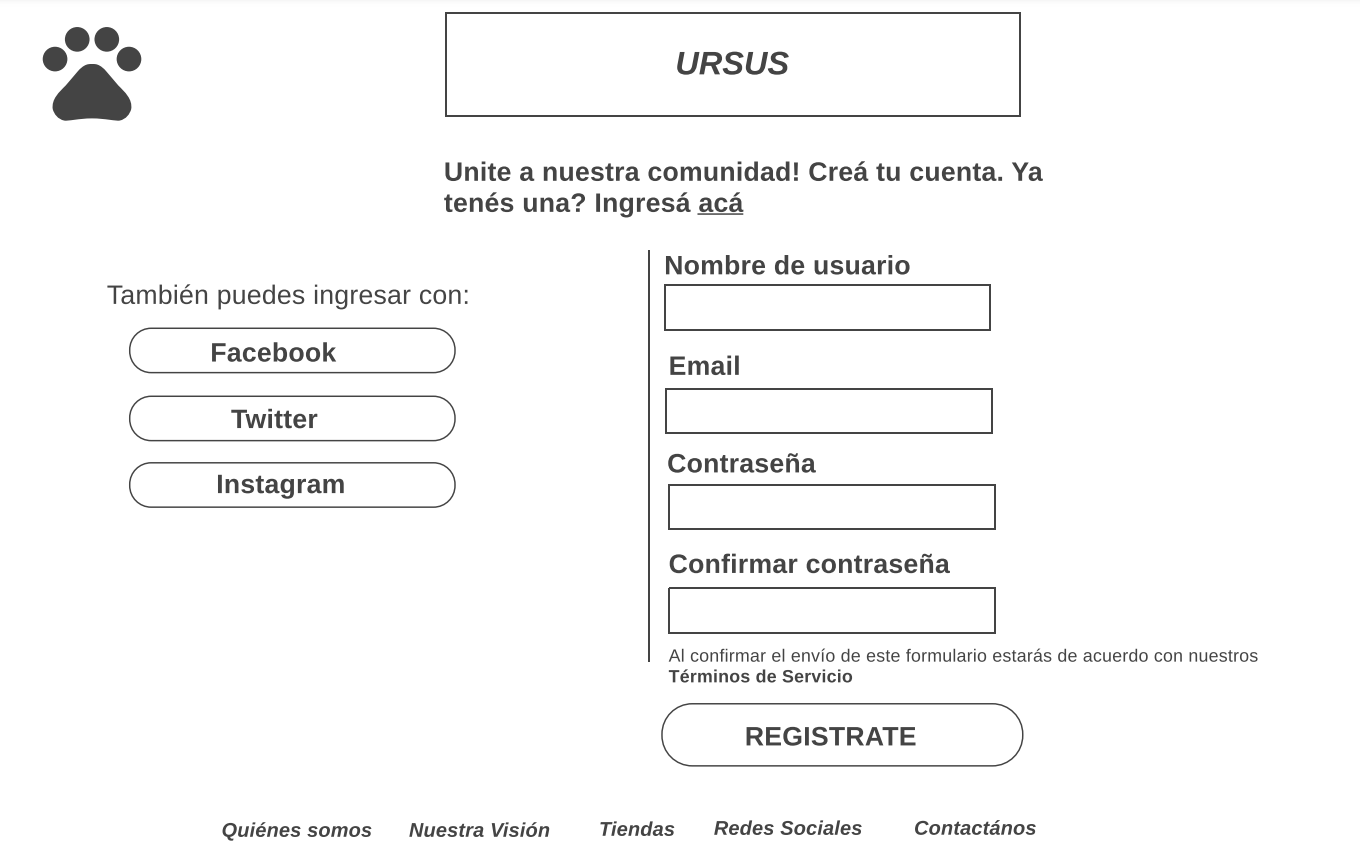 URSUS
Unite a nuestra comunidad! Creá tu cuenta. Ya
tenés una? Ingresá acá
También puedes ingresar con:
Facebook
Twitter
Instagram
Nombre de usuario
Email
Contraseña
Confirmar contraseña
Al confirmar el envío de este formulario estarás de acuerdo con nuestros
Términos de Servicio
REGISTRATE
Quiénes somos Nuestra Visión Tiendas Redes Sociales Contactános